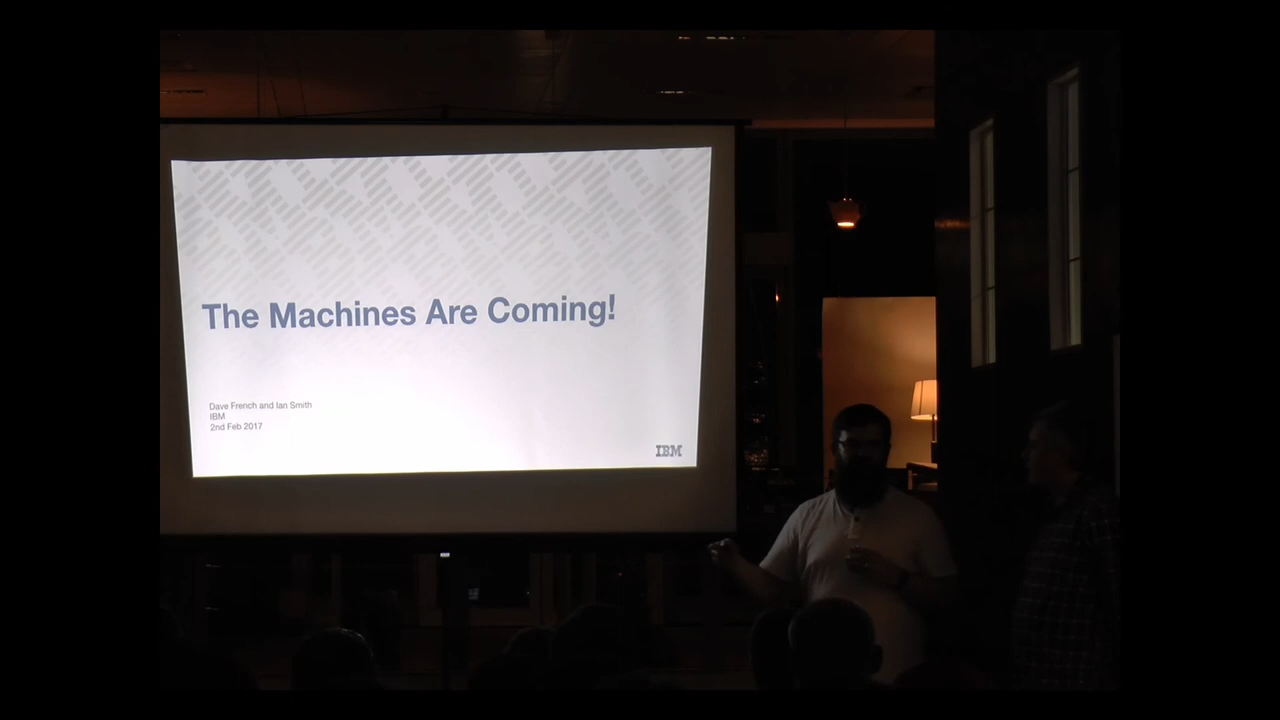 The Machines Are Coming!
Dave French and Ian Smith
IBM
2nd Feb 2017
IBM